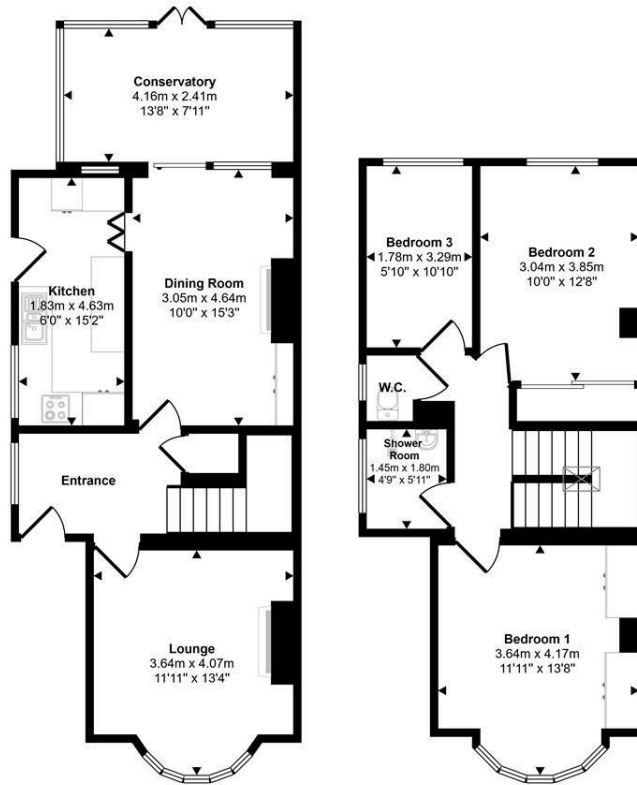 Conservatory
4.16m x 2.41m
13'8" x 7'11"
Kitchen
1.83m x 4.63m
6'0" x 15'2"
Dining Room
3.05m x 4.64m
10'0" x 15'3"
Entrance
Lounge
3.64m x 4.07m
11'11" x 13'4"
Bedroom 3
1.78m x 3.29m
5'10" x 10'10"
Bedroom 2
3.04m x 3.85m
10'0" x 12'8"
W.C.
Shower
Room
1.45m x 1.80m
4'9" x 5'11"
Bedroom 1
3.64m x 4.17m
11'11" x 13'8"